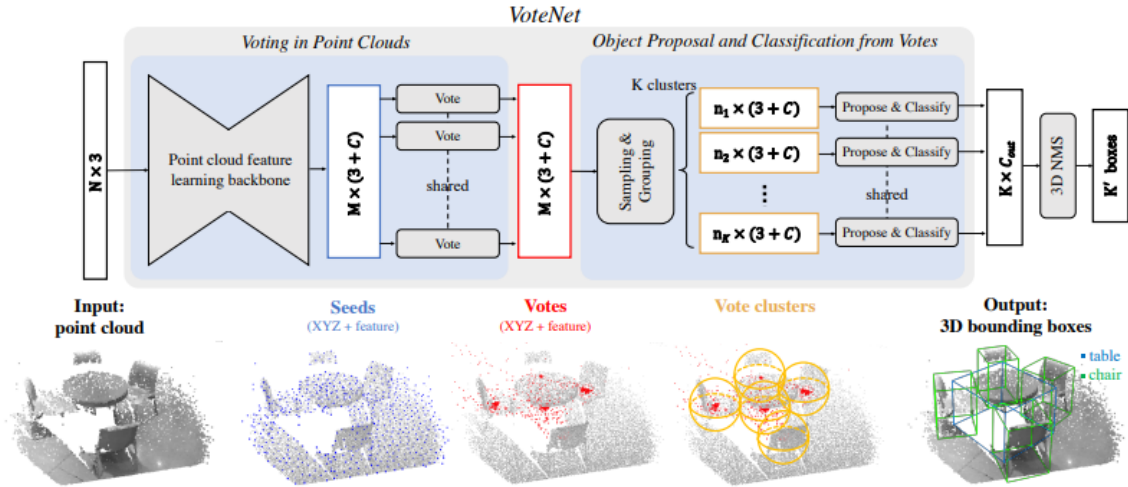 VoteNet
Voting in Point Clouds
Object Proposal and Classification from Votes
N × 3
Point cloud feature
learning backbone
M × (3 + C)
Vote
Vote
shared
Vote
M × (3 + C)
Sampling &
Grouping
K clusters
n₁ × (3 + C)
n₂ × (3 + C)
...
n_K × (3 + C)
Propose & Classify
Propose & Classify
shared
Propose & Classify
K × C_out
3D NMS
K' boxes
Input:
point cloud
Seeds
(XYZ + feature)
Votes
(XYZ + feature)
Vote clusters
Output:
3D bounding boxes
table
chair